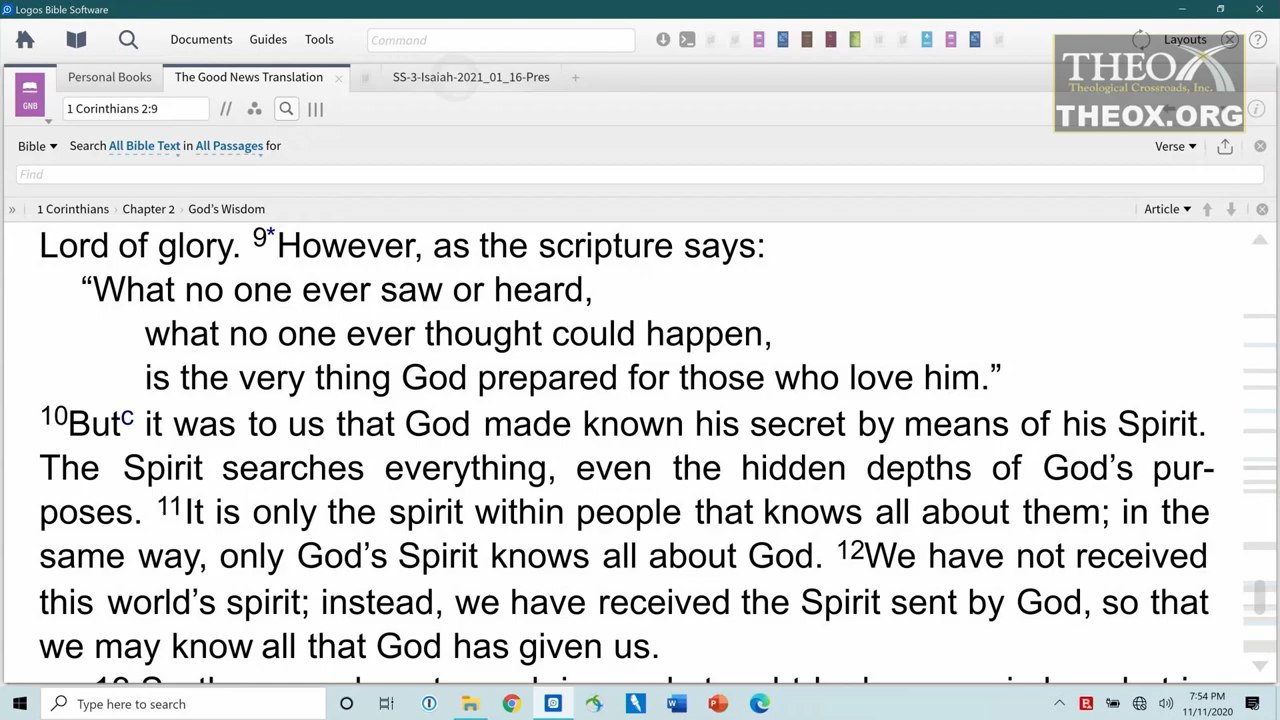 Logos Bible Software
Documents Guides Tools Command Layouts
THEOX
Theological Crossroads, Inc.
THEOX.ORG
Personal Books The Good News Translation SS-3-Isaiah-2021_01_16-Pres
GNB
1 Corinthians 2:9
Bible Search All Bible Text in All Passages for Verse
Find
» 1 Corinthians › Chapter 2 › God's Wisdom Article
Lord of glory. 9*However, as the scripture says:
“What no one ever saw or heard,
what no one ever thought could happen,
is the very thing God prepared for those who love him.”
10Butc it was to us that God made known his secret by means of his Spirit.
The Spirit searches everything, even the hidden depths of God’s pur-
poses. 11It is only the spirit within people that knows all about them; in the
same way, only God’s Spirit knows all about God. 12We have not received
this world’s spirit; instead, we have received the Spirit sent by God, so that
we may know all that God has given us.
Type here to search
7:54 PM
11/11/2020